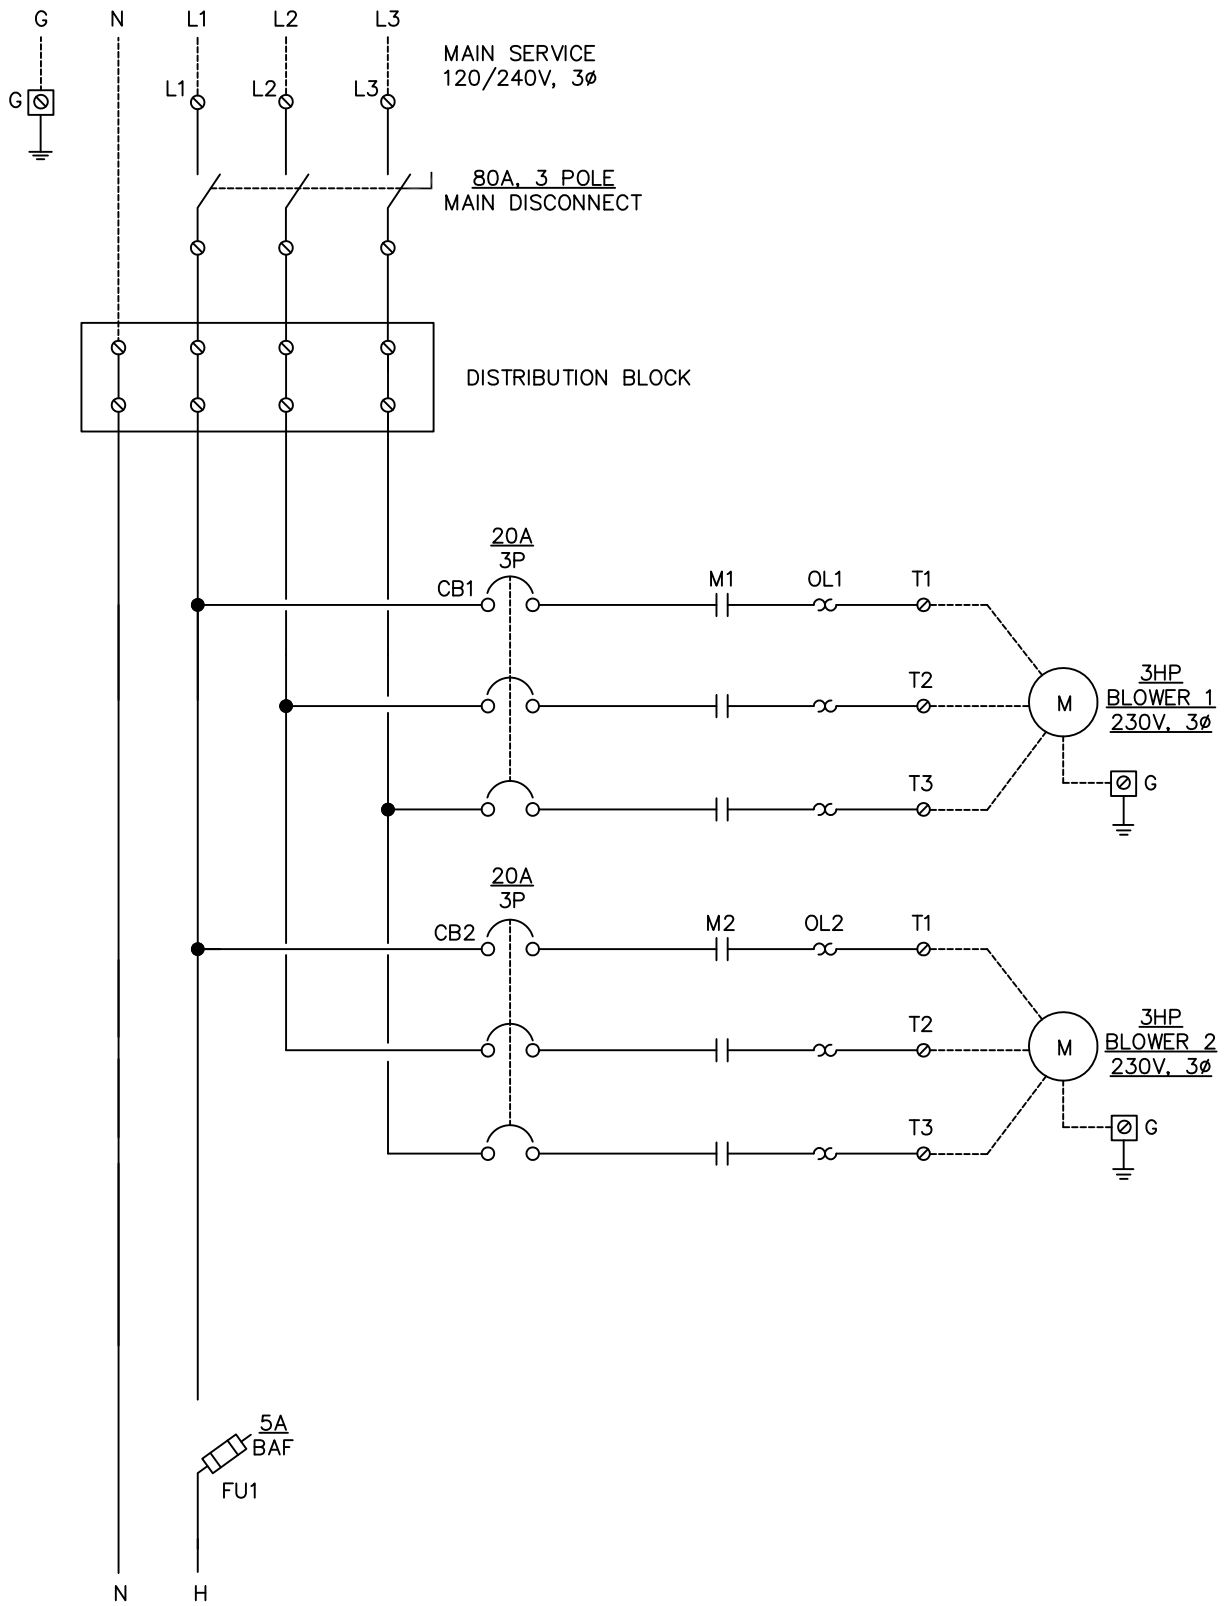 G N L1 L2 L3
MAIN SERVICE
120/240V, 3ø
L1 L2 L3
G
80A, 3 POLE
MAIN DISCONNECT
DISTRIBUTION BLOCK
20A
3P
CB1 M1 OL1 T1
T2
3HP
BLOWER 1
230V, 3ø
M
T3
G
20A
3P
CB2 M2 OL2 T1
T2
3HP
BLOWER 2
230V, 3ø
M
T3
G
5A
BAF
FU1
N H